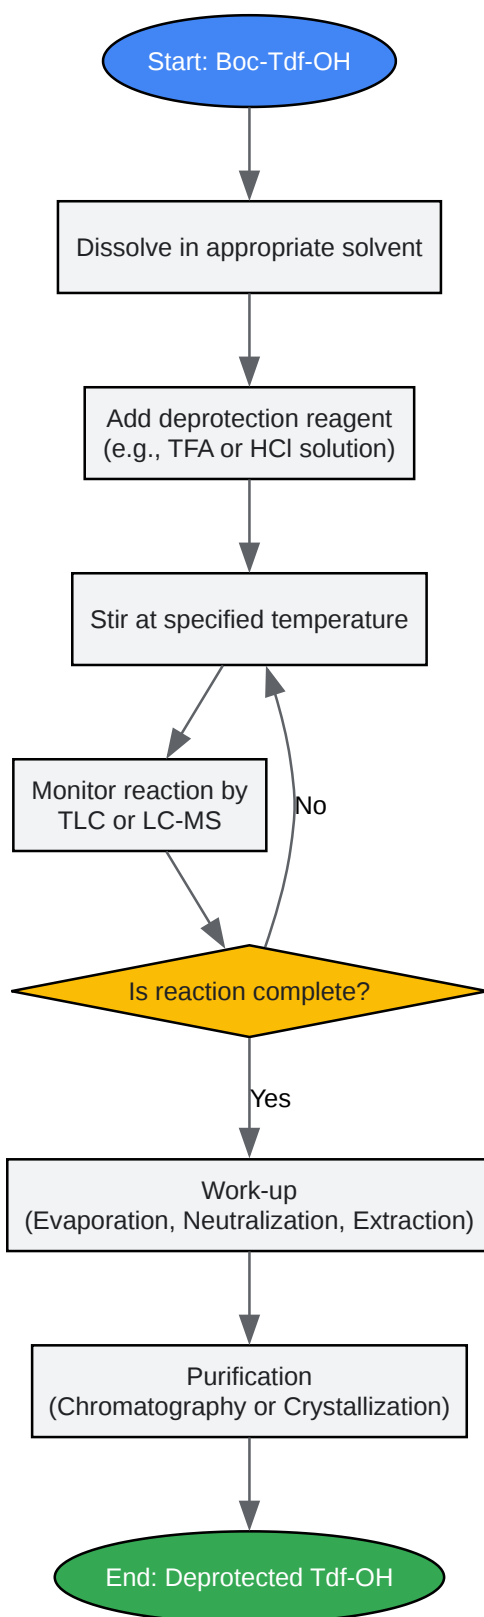 Start: Boc-Tdf-OH
Dissolve in appropriate solvent
Add deprotection reagent
(e.g., TFA or HCl solution)
Stir at specified temperature
Monitor reaction by
TLC or LC-MS
No
Is reaction complete?
Yes
Work-up
(Evaporation, Neutralization, Extraction)
Purification
(Chromatography or Crystallization)
End: Deprotected Tdf-OH